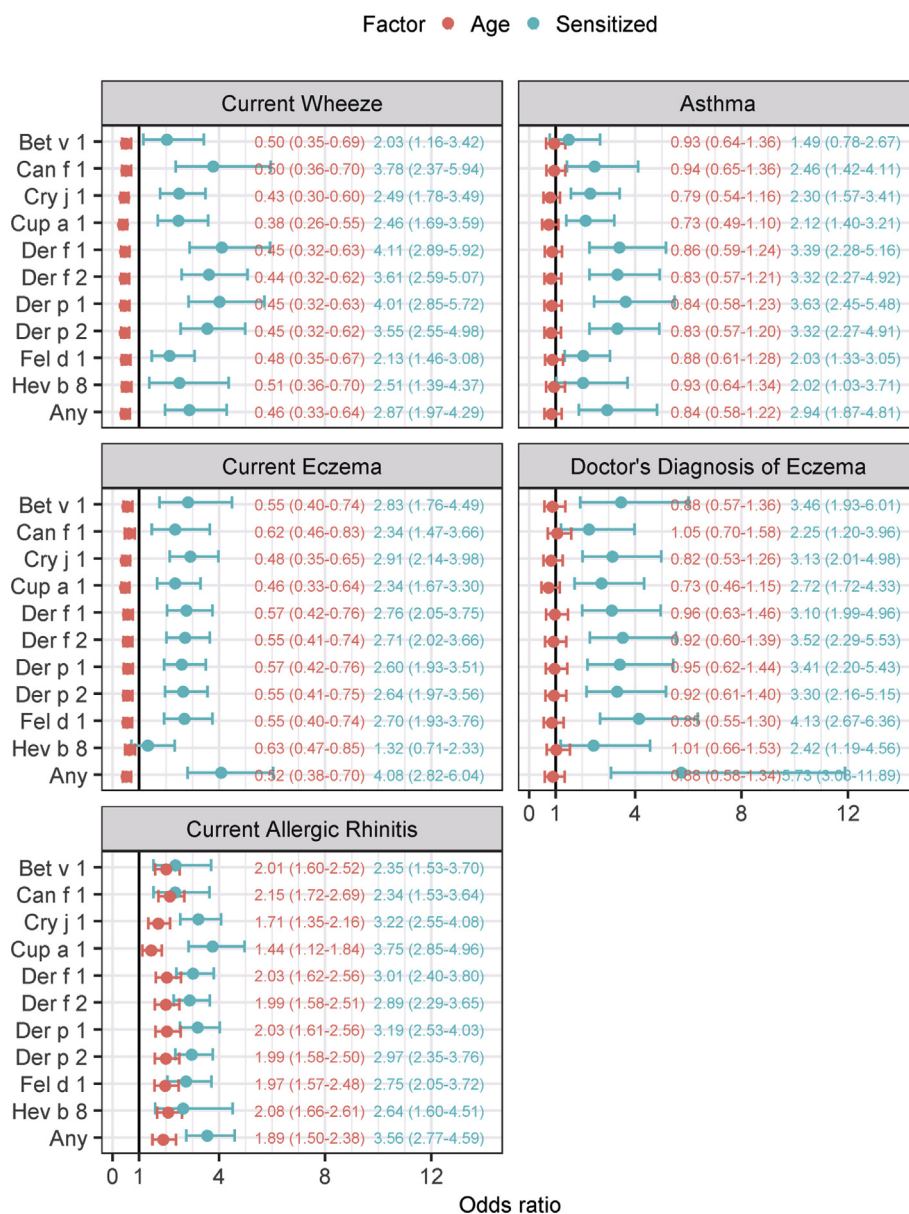 Factor Age Sensitized
Current Wheeze Asthma
Bet v 1 0.50 (0.35-0.69) 2.03 (1.16-3.42) 0.93 (0.64-1.36) 1.49 (0.78-2.67)
Can f 1 0.50 (0.36-0.70) 3.78 (2.37-5.94) 0.94 (0.65-1.36) 2.46 (1.42-4.11)
Cry j 1 0.43 (0.30-0.60) 2.49 (1.78-3.49) 0.79 (0.54-1.16) 2.30 (1.57-3.41)
Cup a 1 0.38 (0.26-0.55) 2.46 (1.69-3.59) 0.73 (0.49-1.10) 2.12 (1.40-3.21)
Der f 1 0.45 (0.32-0.63) 4.11 (2.89-5.92) 0.86 (0.59-1.24) 3.39 (2.28-5.16)
Der f 2 0.44 (0.32-0.62) 3.61 (2.59-5.07) 0.83 (0.57-1.21) 3.32 (2.27-4.92)
Der p 1 0.45 (0.32-0.63) 4.01 (2.85-5.72) 0.84 (0.58-1.23) 3.63 (2.45-5.48)
Der p 2 0.45 (0.32-0.62) 3.55 (2.55-4.98) 0.83 (0.57-1.20) 3.32 (2.27-4.91)
Fel d 1 0.48 (0.35-0.67) 2.13 (1.46-3.08) 0.88 (0.61-1.28) 2.03 (1.33-3.05)
Hev b 8 0.51 (0.36-0.70) 2.51 (1.39-4.37) 0.93 (0.64-1.34) 2.02 (1.03-3.71)
Any 0.46 (0.33-0.64) 2.87 (1.97-4.29) 0.84 (0.58-1.22) 2.94 (1.87-4.81)
Current Eczema Doctor's Diagnosis of Eczema
Bet v 1 0.55 (0.40-0.74) 2.83 (1.76-4.49) 0.88 (0.57-1.36) 3.46 (1.93-6.01)
Can f 1 0.62 (0.46-0.83) 2.34 (1.47-3.66) 1.05 (0.70-1.58) 2.25 (1.20-3.96)
Cry j 1 0.48 (0.35-0.65) 2.91 (2.14-3.98) 0.82 (0.53-1.26) 3.13 (2.01-4.98)
Cup a 1 0.46 (0.33-0.64) 2.34 (1.67-3.30) 0.73 (0.46-1.15) 2.72 (1.72-4.33)
Der f 1 0.57 (0.42-0.76) 2.76 (2.05-3.75) 0.96 (0.63-1.46) 3.10 (1.99-4.96)
Der f 2 0.55 (0.41-0.74) 2.71 (2.02-3.66) 0.92 (0.60-1.39) 3.52 (2.29-5.53)
Der p 1 0.57 (0.42-0.76) 2.60 (1.93-3.51) 0.95 (0.62-1.44) 3.41 (2.20-5.43)
Der p 2 0.55 (0.41-0.75) 2.64 (1.97-3.56) 0.92 (0.61-1.40) 3.30 (2.16-5.15)
Fel d 1 0.55 (0.40-0.74) 2.70 (1.93-3.76) 0.85 (0.55-1.30) 4.13 (2.67-6.36)
Hev b 8 0.63 (0.47-0.85) 1.32 (0.71-2.33) 1.01 (0.66-1.53) 2.42 (1.19-4.56)
Any 0.52 (0.38-0.70) 4.08 (2.82-6.04) 0.88 (0.58-1.34)
0 1 4 8 12
Current Allergic Rhinitis
Bet v 1 2.01 (1.60-2.52) 2.35 (1.53-3.70)
Can f 1 2.15 (1.72-2.69) 2.34 (1.53-3.64)
Cry j 1 1.71 (1.35-2.16) 3.22 (2.55-4.08)
Cup a 1 1.44 (1.12-1.84) 3.75 (2.85-4.96)
Der f 1 2.03 (1.62-2.56) 3.01 (2.40-3.80)
Der f 2 1.99 (1.58-2.51) 2.89 (2.29-3.65)
Der p 1 2.03 (1.61-2.56) 3.19 (2.53-4.03)
Der p 2 1.99 (1.58-2.50) 2.97 (2.35-3.76)
Fel d 1 1.97 (1.57-2.48) 2.75 (2.05-3.72)
Hev b 8 2.08 (1.66-2.61) 2.64 (1.60-4.51)
Any 1.89 (1.50-2.38) 3.56 (2.77-4.59)
0 1 4 8 12
Odds ratio